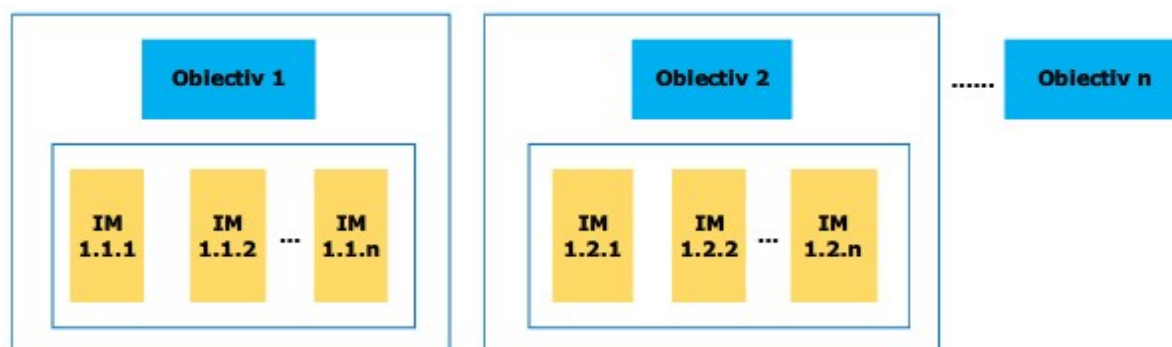 Obiectiv 1
Obiectiv 2
......
Obiectiv n
IM
1.1.1
IM
1.1.2
...
IM
1.1.n
IM
1.2.1
IM
1.2.2
...
IM
1.2.n